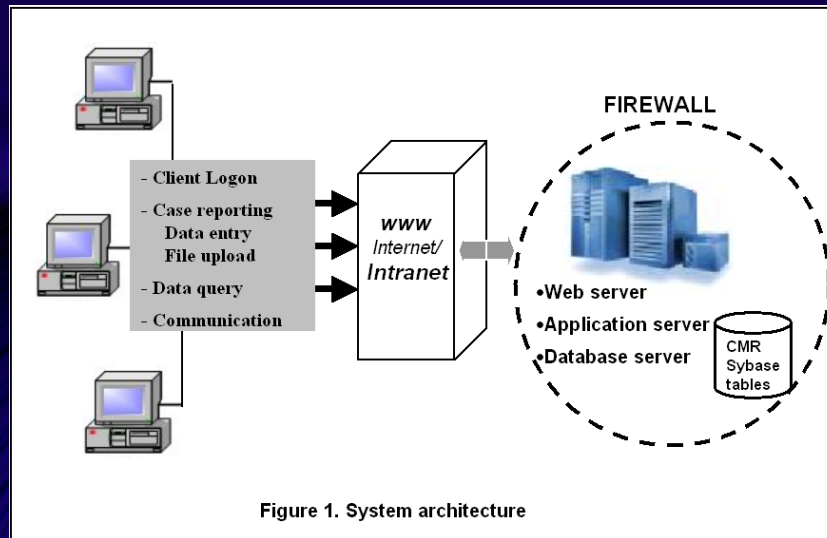 - Client Logon
- Case reporting
Data entry
File upload
- Data query
- Communication
www
Internet/
Intranet
FIREWALL
•Web server
•Application server
•Database server
CMR
Sybase
tables
Figure 1. System architecture